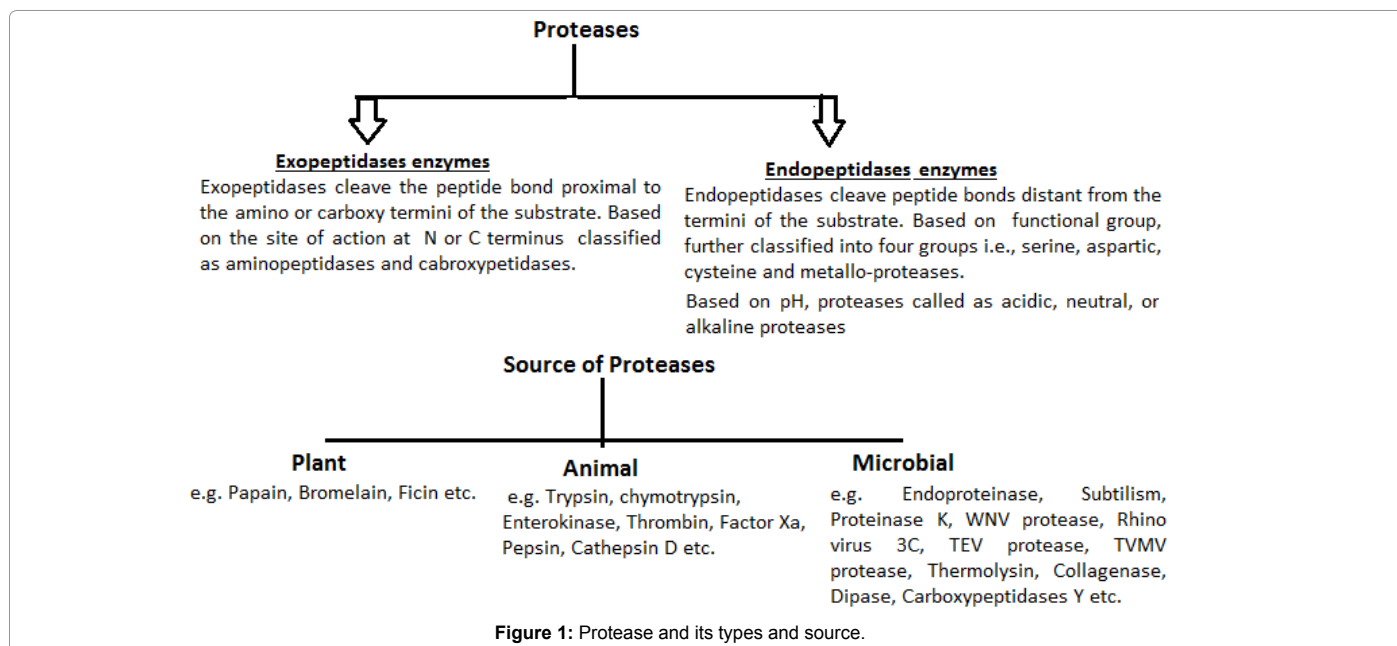 Proteases
Exopeptidases enzymes
Exopeptidases cleave the peptide bond proximal to
the amino or carboxy termini of the substrate. Based
on the site of action at N or C terminus classified
as aminopeptidases and cabroxypetidases.
Endopeptidases enzymes
Endopeptidases cleave peptide bonds distant from the
termini of the substrate. Based on functional group,
further classified into four groups i.e., serine, aspartic,
cysteine and metallo-proteases.
Based on pH, proteases called as acidic, neutral, or
alkaline proteases
Source of Proteases
Plant
e.g. Papain, Bromelain, Ficin etc.
Animal
e.g. Trypsin, chymotrypsin,
Enterokinase, Thrombin, Factor Xa,
Pepsin, Cathepsin D etc.
Microbial
e.g. Endoproteinase, Subtilism,
Proteinase K, WNV protease, Rhino
virus 3C, TEV protease, TVMV
protease, Thermolysin, Collagenase,
Dipase, Carboxypeptidases Y etc.
Figure 1: Protease and its types and source.